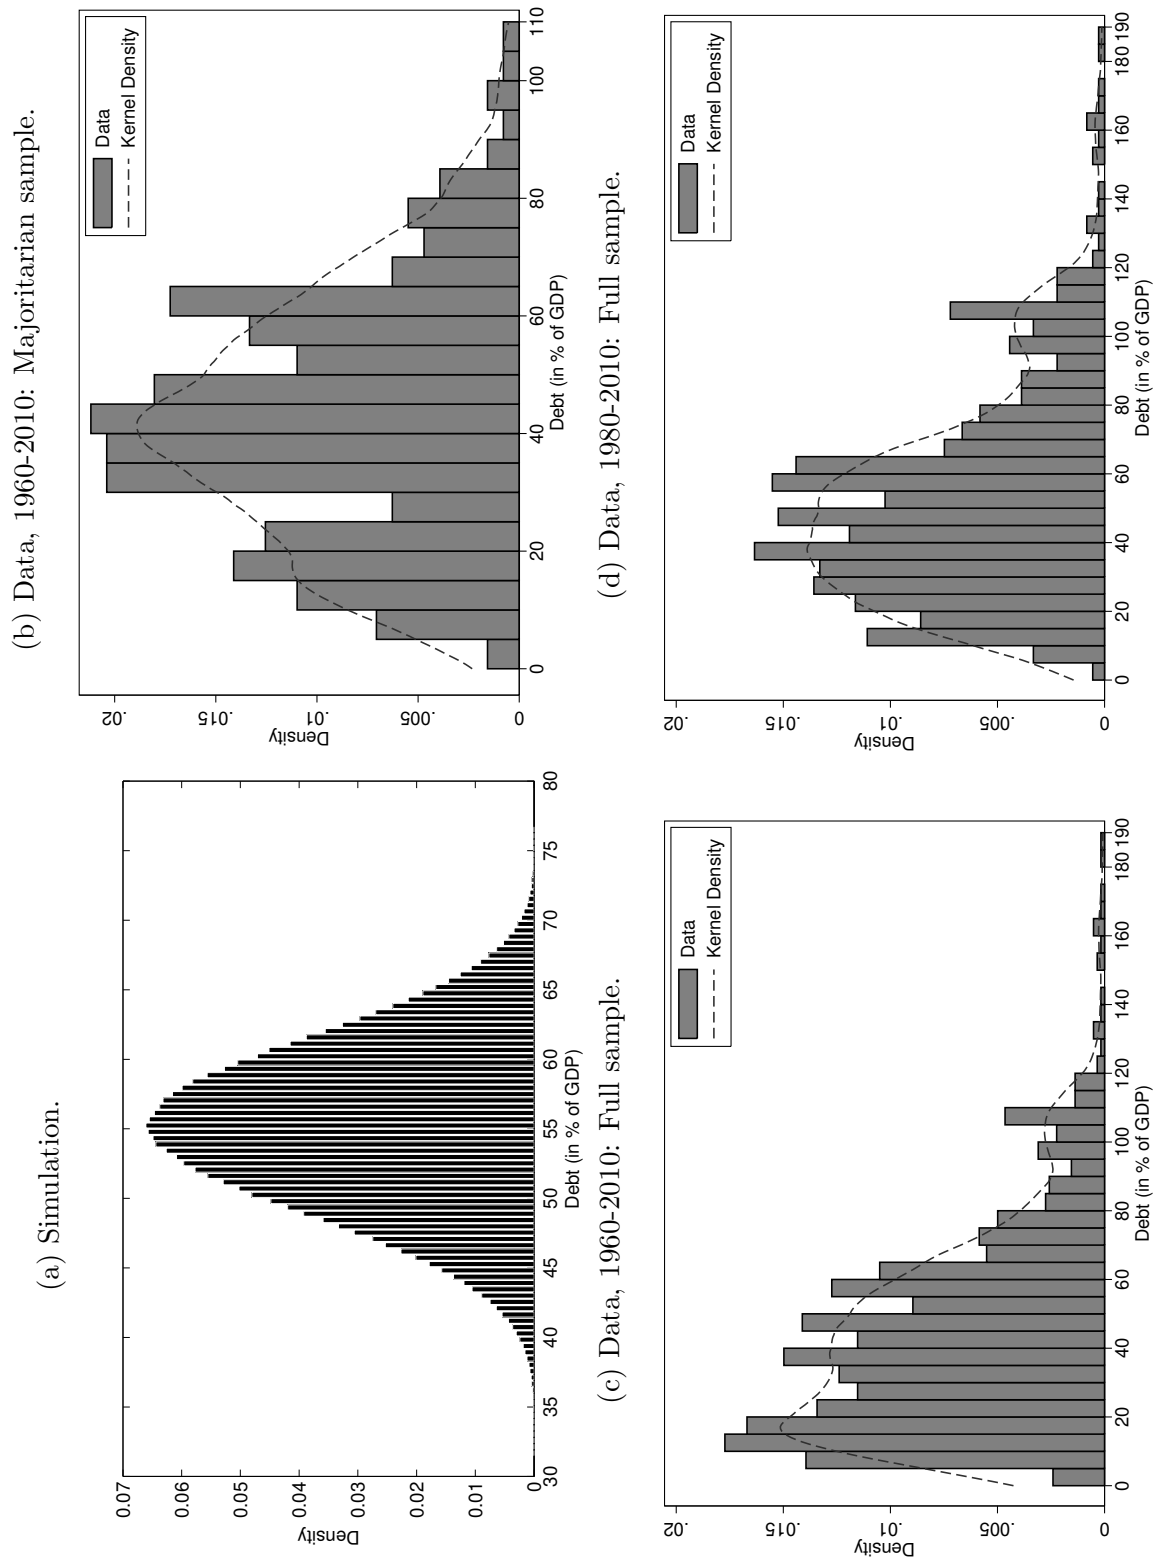 (a) Simulation.
0.07
0.06
0.05
0.04
0.03
0.02
0.01
0
Density
30 35 40 45 50 55 60 65 70 75 80
Debt (in % of GDP)
(b) Data, 1960-2010: Majoritarian sample.
Data
Kernel Density
.02
.015
.01
.005
0
Density
0 20 40 60 80 100 110
Debt (in % of GDP)
(c) Data, 1960-2010: Full sample.
Data
Kernel Density
.02
.015
.01
.005
0
Density
0 20 40 60 80 100 120 140 160 180 190
Debt (in % of GDP)
(d) Data, 1980-2010: Full sample.
Data
Kernel Density
.02
.015
.01
.005
0
Density
0 20 40 60 80 100 120 140 160 180 190
Debt (in % of GDP)